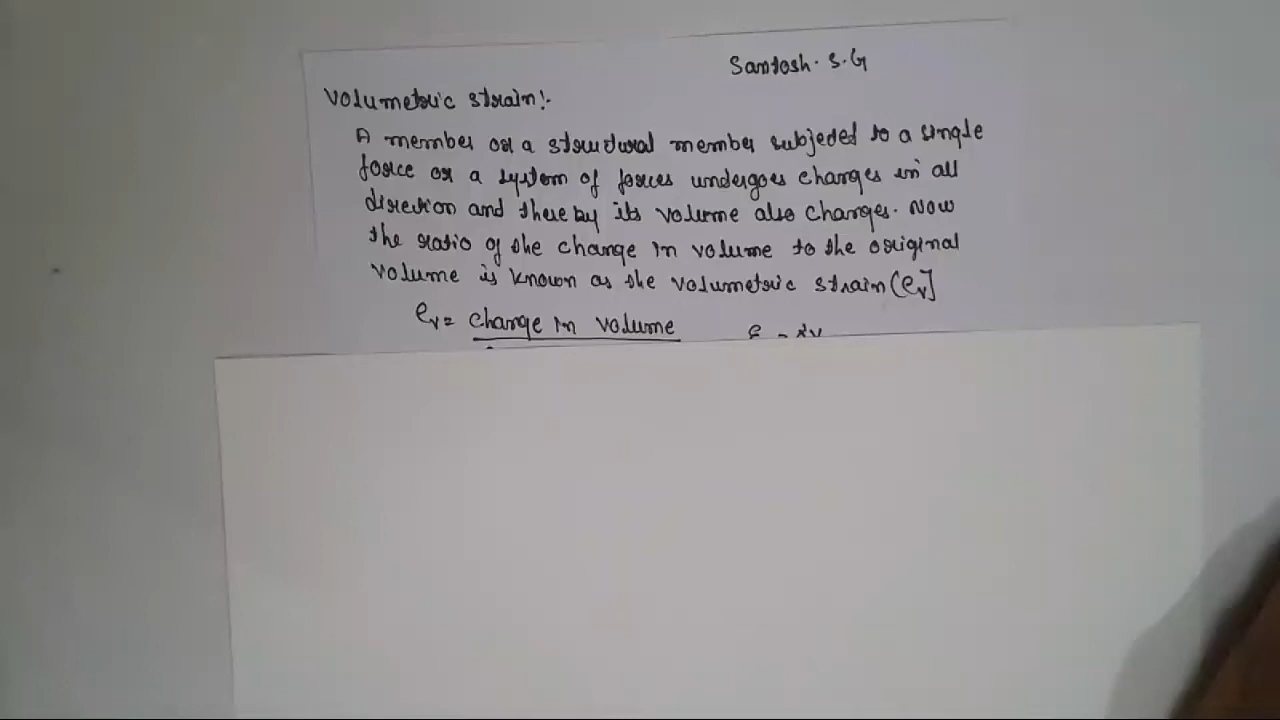 Santosh. S.G
Volumetric strain:-
A member or a structural member subjected to a single
force or a system of forces undergoes changes in all
direction and thereby its volume also changes. Now
the ratio of the change in volume to the original
volume is known as the volumetric strain (ev]
ev = change in volume